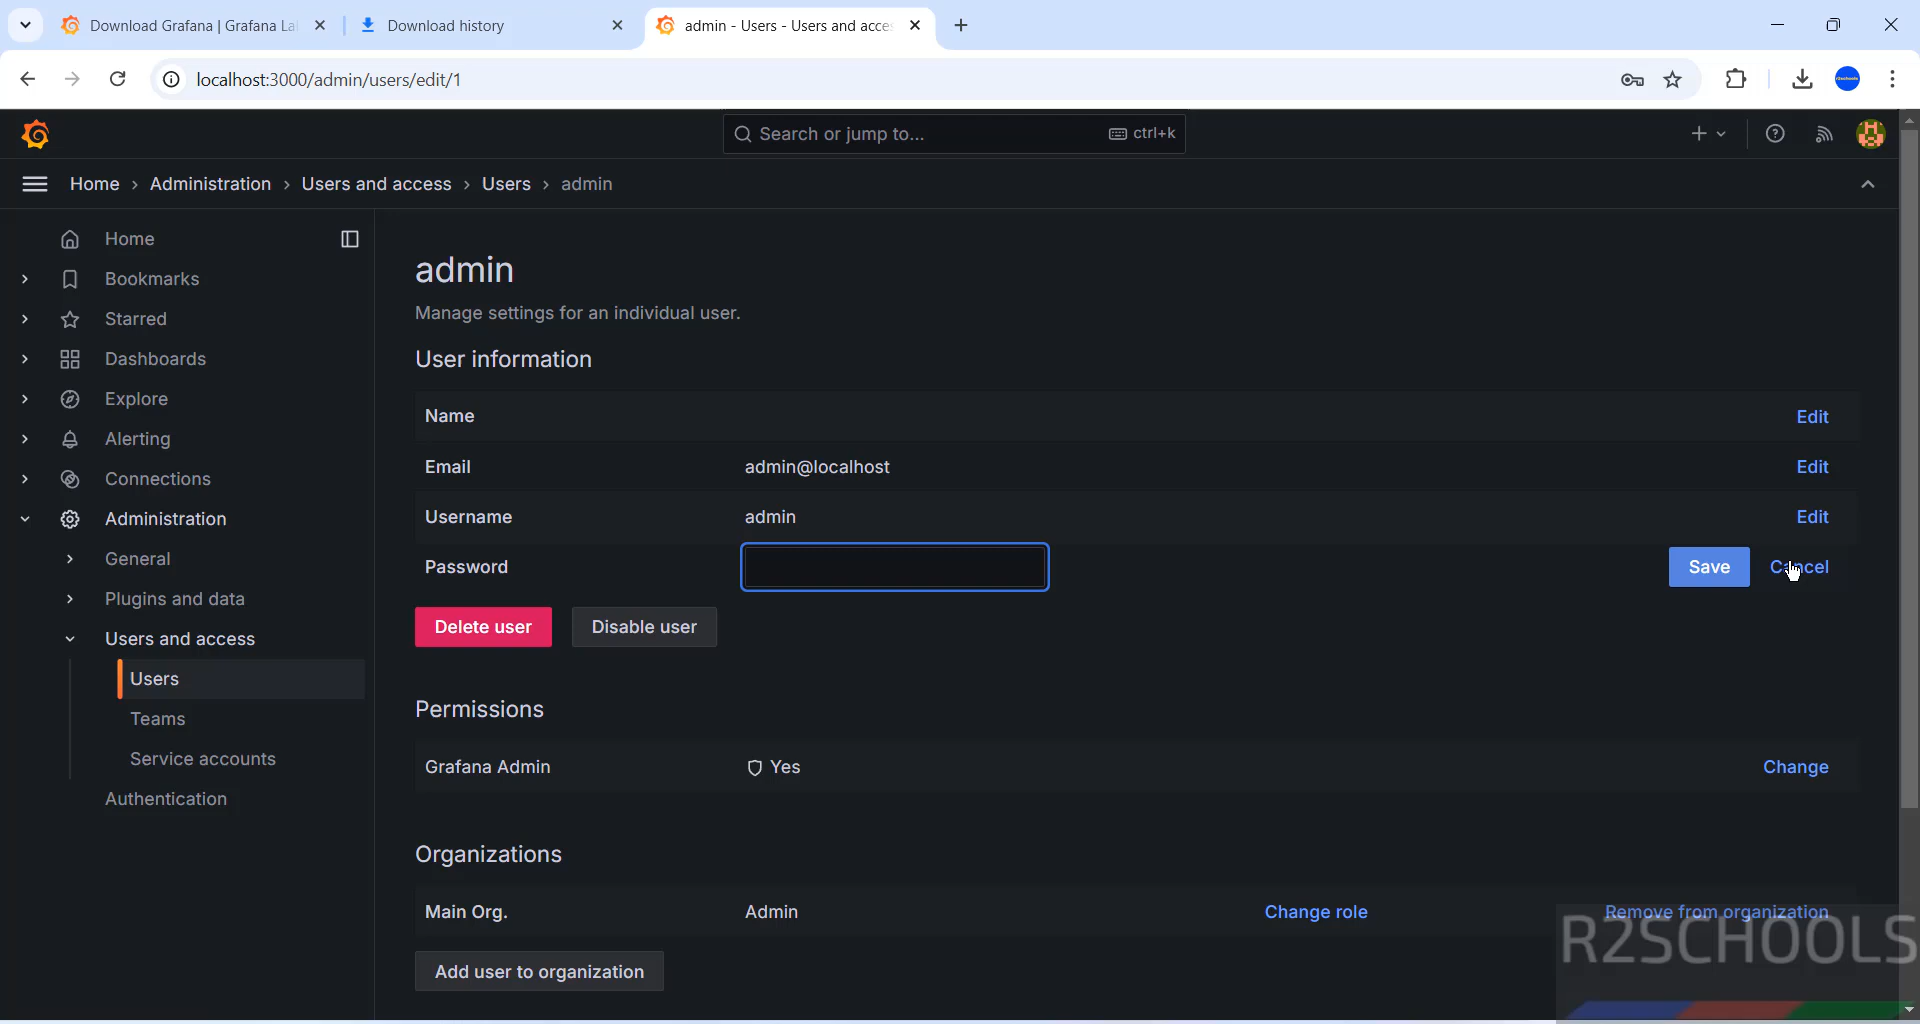 Download Grafana | Grafana La
Download history
admin - Users - Users and acce
localhost:3000/admin/users/edit/1
Search or jump to...
ctrl+k
Home › Administration › Users and access › Users › admin
Home
Bookmarks
Starred
Dashboards
Explore
Alerting
Connections
Administration
General
Plugins and data
Users and access
Users
Teams
Service accounts
Authentication
admin
Manage settings for an individual user.
User information
Name Edit
Email admin@localhost Edit
Username admin Edit
Password Save Cancel
Delete user Disable user
Permissions
Grafana Admin Yes Change
Organizations
Main Org. Admin Change role Remove from organization
Add user to organization
R2SCHOOLS